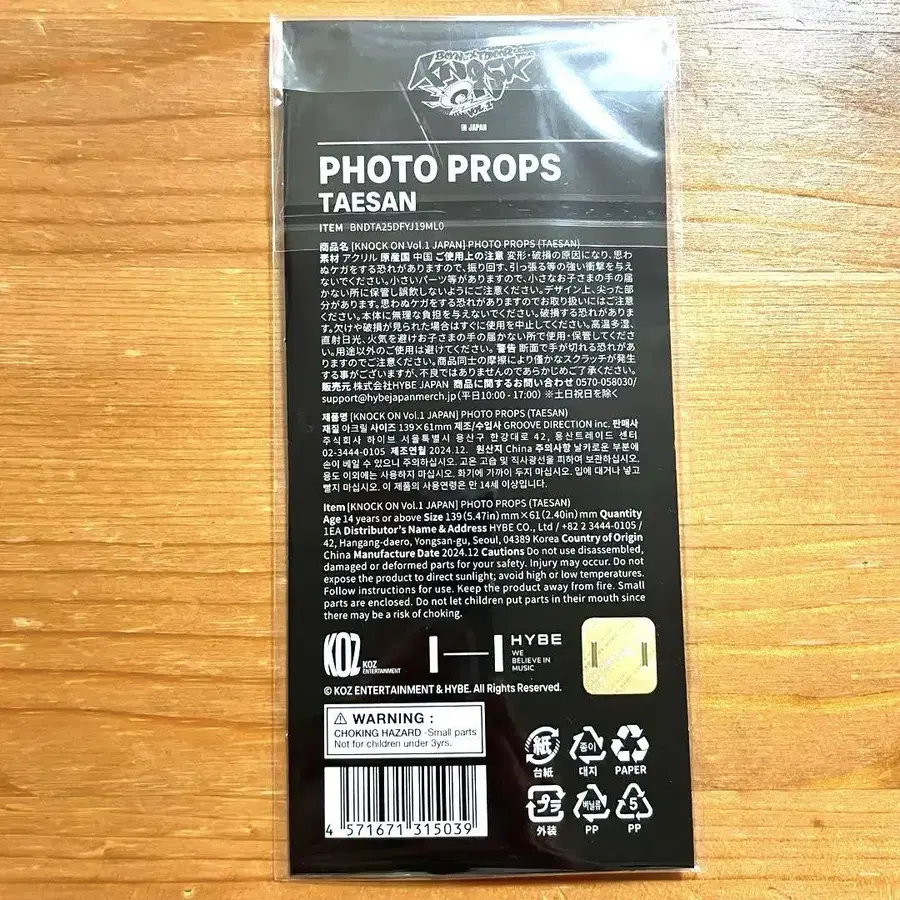 BOYNEXTDOOR
KNOCK
ON
VOL.1
IN JAPAN
PHOTO PROPS
TAESAN
ITEM BNDTA25DFYJ19ML0
商品名 [KNOCK ON Vol.1 JAPAN] PHOTO PROPS (TAESAN)
素材 アクリル 原産国 中国 ご使用上の注意 変形・破損の原因になり、思わ
ぬケガをする恐れがありますので、振り回す、引っ張る等の強い衝撃を与え
ないでください。小さいパーツ等がありますので、小さなお子さまの手の届
かない所に保管し誤飲しないようにご注意ください。デザイン上、尖った部
分があります。思わぬケガをする恐れがありますのでお取り扱いにはご注意
ください。本体に無理な負担を与えないでください。破損する恐れがありま
す。欠けや破損が見られた場合はすぐに使用を中止してください。高温多湿、
直射日光、火気を避けお子さまの手の届かない所で使用・保管してくださ
い。用途以外のご使用は避けてください。警告 断面で手が切れる恐れがあ
りますのでご注意ください。商品同士の摩擦により僅かなスクラッチが発生
する事がございますが、不良ではありませんのであらかじめご了承ください。
販売元 株式会社HYBE JAPAN 商品に関するお問い合わせ 0570-058030/
support@hybejapanmerch.jp (平日10:00 - 17:00) ※土日祝日を除く
제품명 [KNOCK ON Vol.1 JAPAN] PHOTO PROPS (TAESAN)
재질 아크릴 사이즈 139×61mm 제조/수입사 GROOVE DIRECTION inc. 판매사
주식회사 하이브 서울특별시 용산구 한강대로 42, 용산트레이드 센터
02-3444-0105 제조연월 2024.12. 원산지 China 주의사항 날카로운 부분에
손이 베일 수 있으니 주의하십시오. 고온 고습 및 직사광선을 피하여 보관하십시오.
용도 이외에는 사용하지 마십시오. 화기에 가까이 두지 마십시오. 입에 대거나 넣고
빨지 마십시오. 이 제품의 사용연령은 만 14세 이상입니다.
Item [KNOCK ON Vol.1 JAPAN] PHOTO PROPS (TAESAN)
Age 14 years or above Size 139(5.47in)mm×61(2.40in)mm Quantity
1EA Distributor's Name & Address HYBE CO., Ltd / +82 2 3444-0105 /
42, Hangang-daero, Yongsan-gu, Seoul, 04389 Korea Country of Origin
China Manufacture Date 2024.12 Cautions Do not use disassembled,
damaged or deformed parts for your safety. Injury may occur. Do not
expose the product to direct sunlight; avoid high or low temperatures.
Follow instructions for use. Keep the product away from fire. Small
parts are enclosed. Do not let children put parts in their mouth since
there may be a risk of choking.
KOZ KOZ ENTERTAINMENT
HYBE
WE
BELIEVE IN
MUSIC
© KOZ ENTERTAINMENT & HYBE. All Rights Reserved.
⚠ WARNING :
CHOKING HAZARD -Small parts
Not for children under 3yrs.
4 571671 315039
紙 종이
台紙 대지 PAPER
プラ 비닐류 5
外装 PP PP